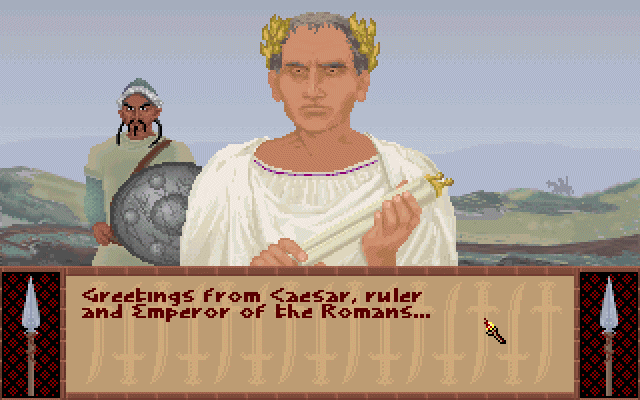 Greetings from Caesar, ruler
and Emperor of the Romans...